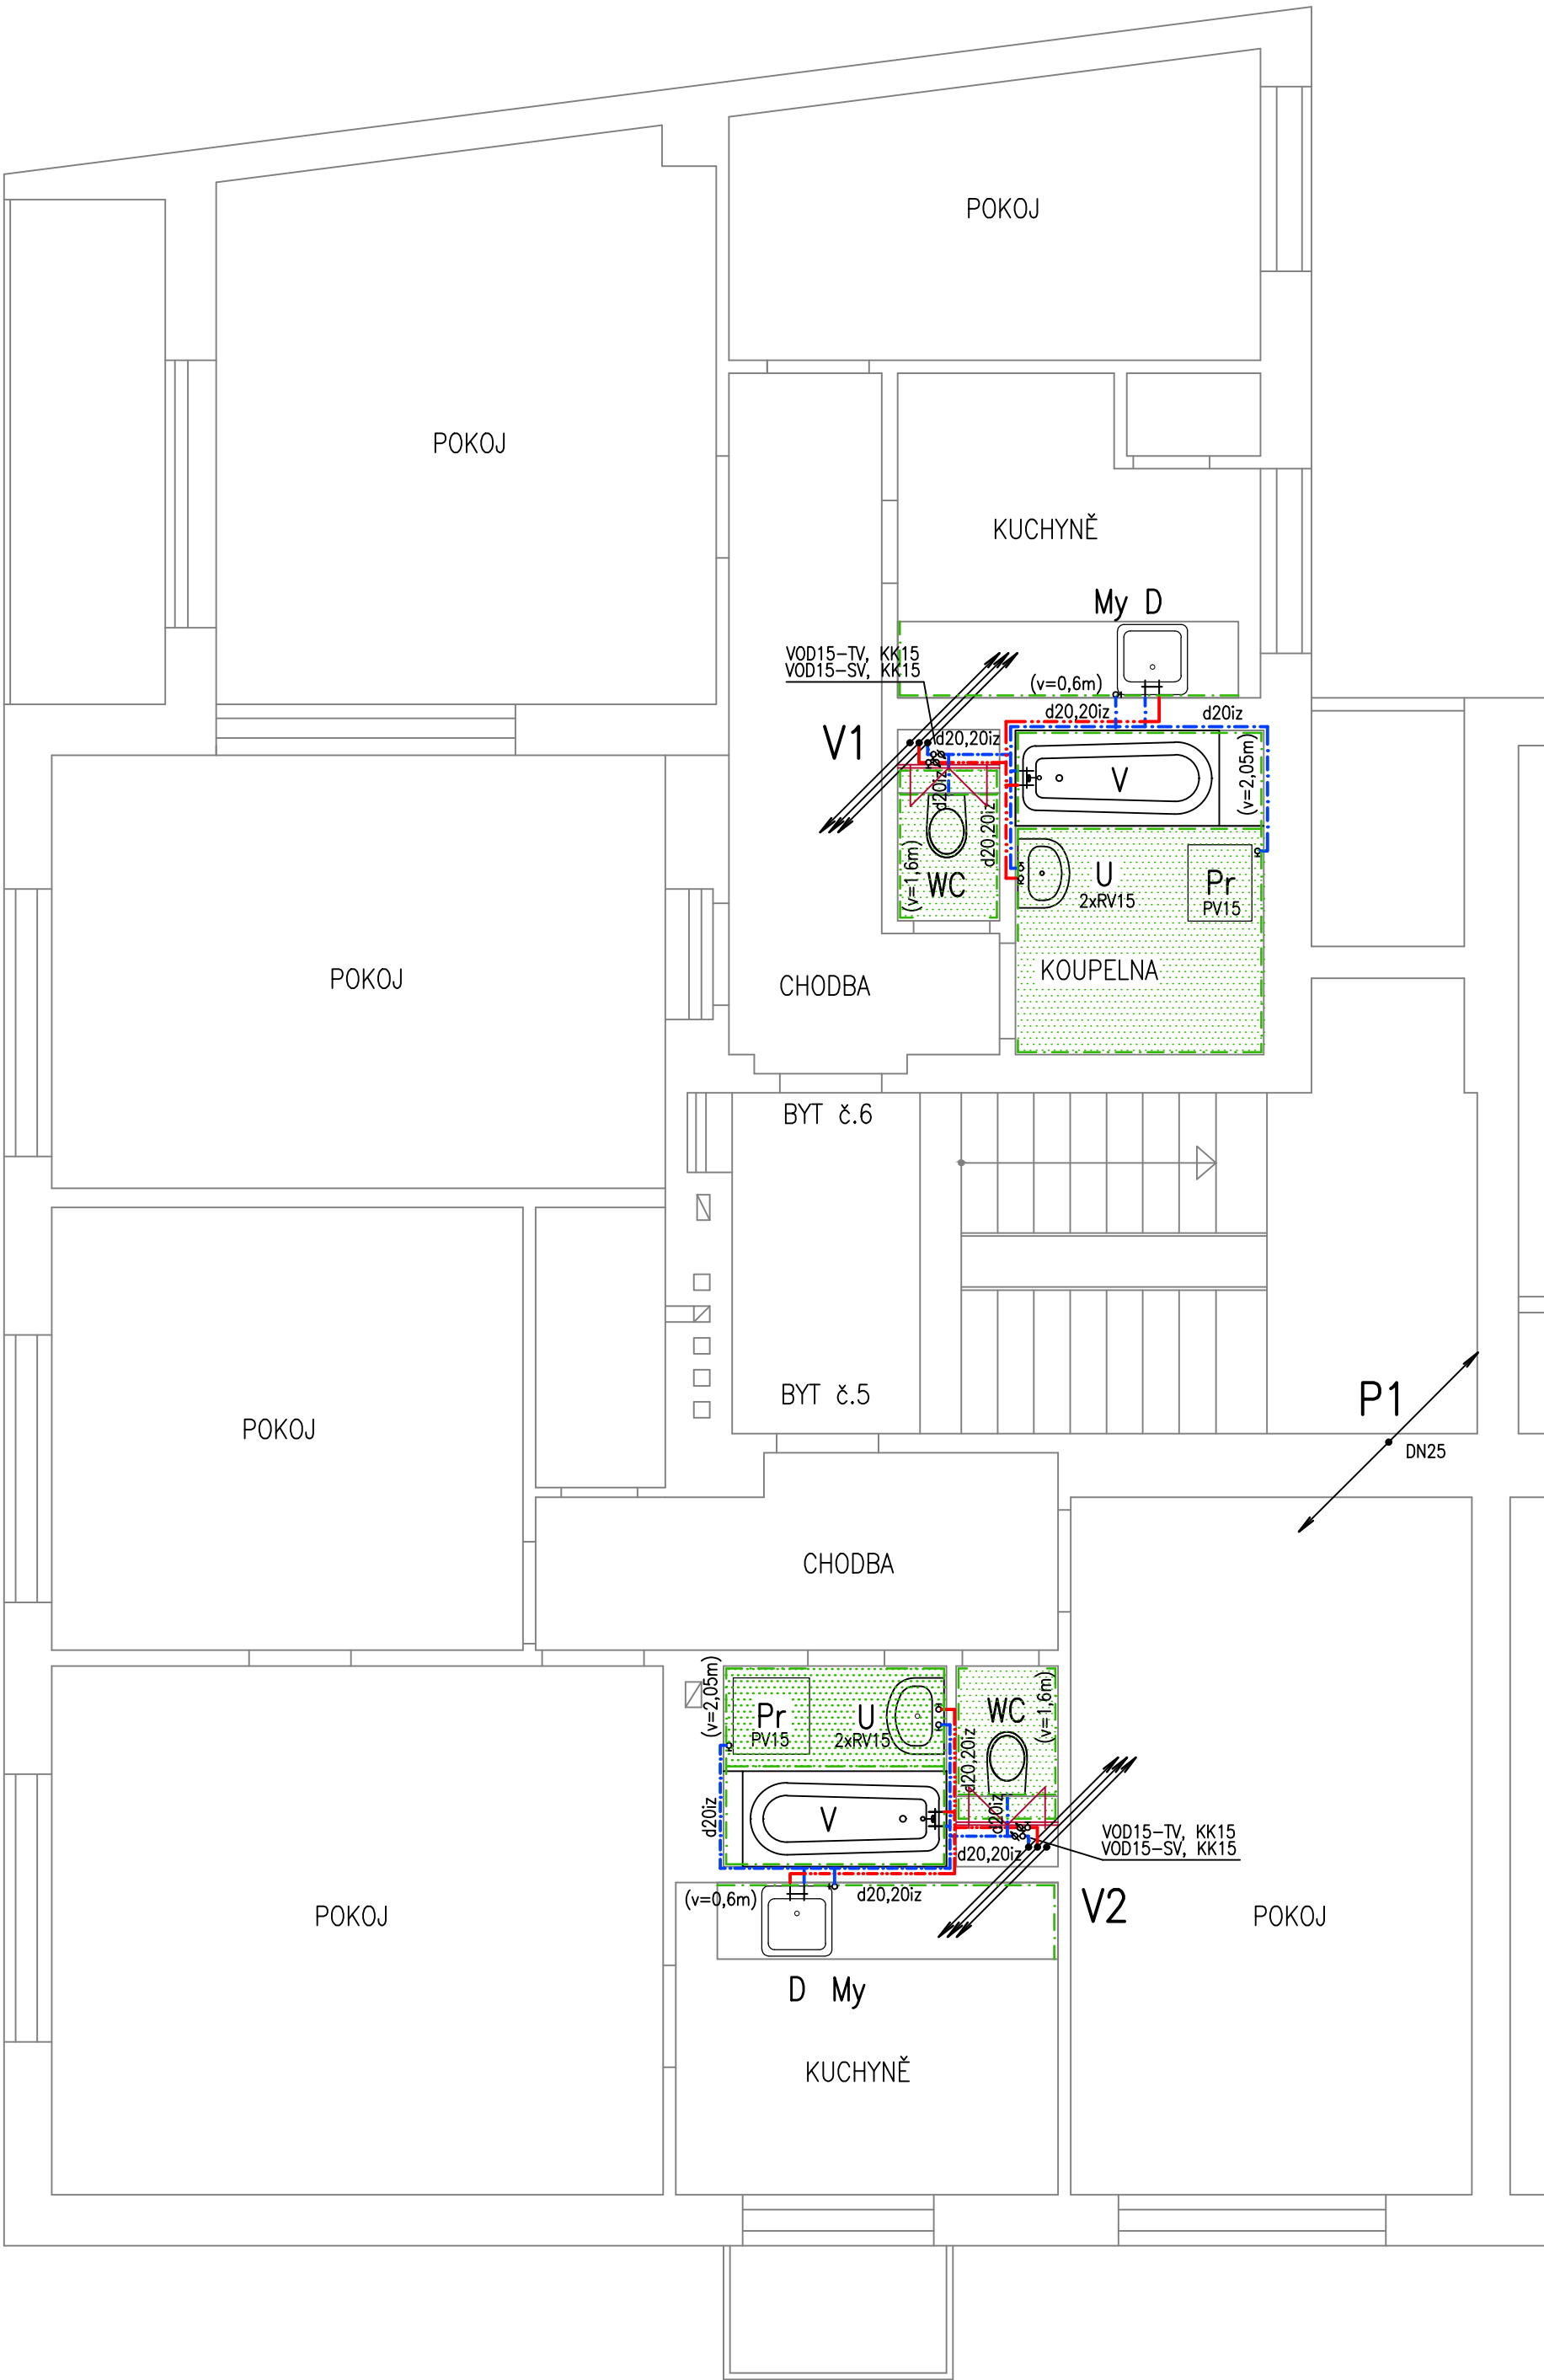 POKOJ
POKOJ
KUCHYNĚ
My D
VOD15-TV, KK15
VOD15-SV, KK15
(v=0,6m)
d20,20iz
d20iz
V1
d20,20iz
(v=2,05m)
V
d20iz
d20,20iz
(v=1,6m)
WC
U
2xRV15
Pr
PV15
KOUPELNA
POKOJ
CHODBA
BYT č.6
BYT č.5
P1
DN25
POKOJ
CHODBA
(v=2,05m)
Pr
PV15
U
2xRV15
WC
(v=1,6m)
d20,20iz
d20iz
V
d20iz
VOD15-TV, KK15
VOD15-SV, KK15
d20,20iz
(v=0,6m)
d20,20iz
V2
POKOJ
POKOJ
D My
KUCHYNĚ